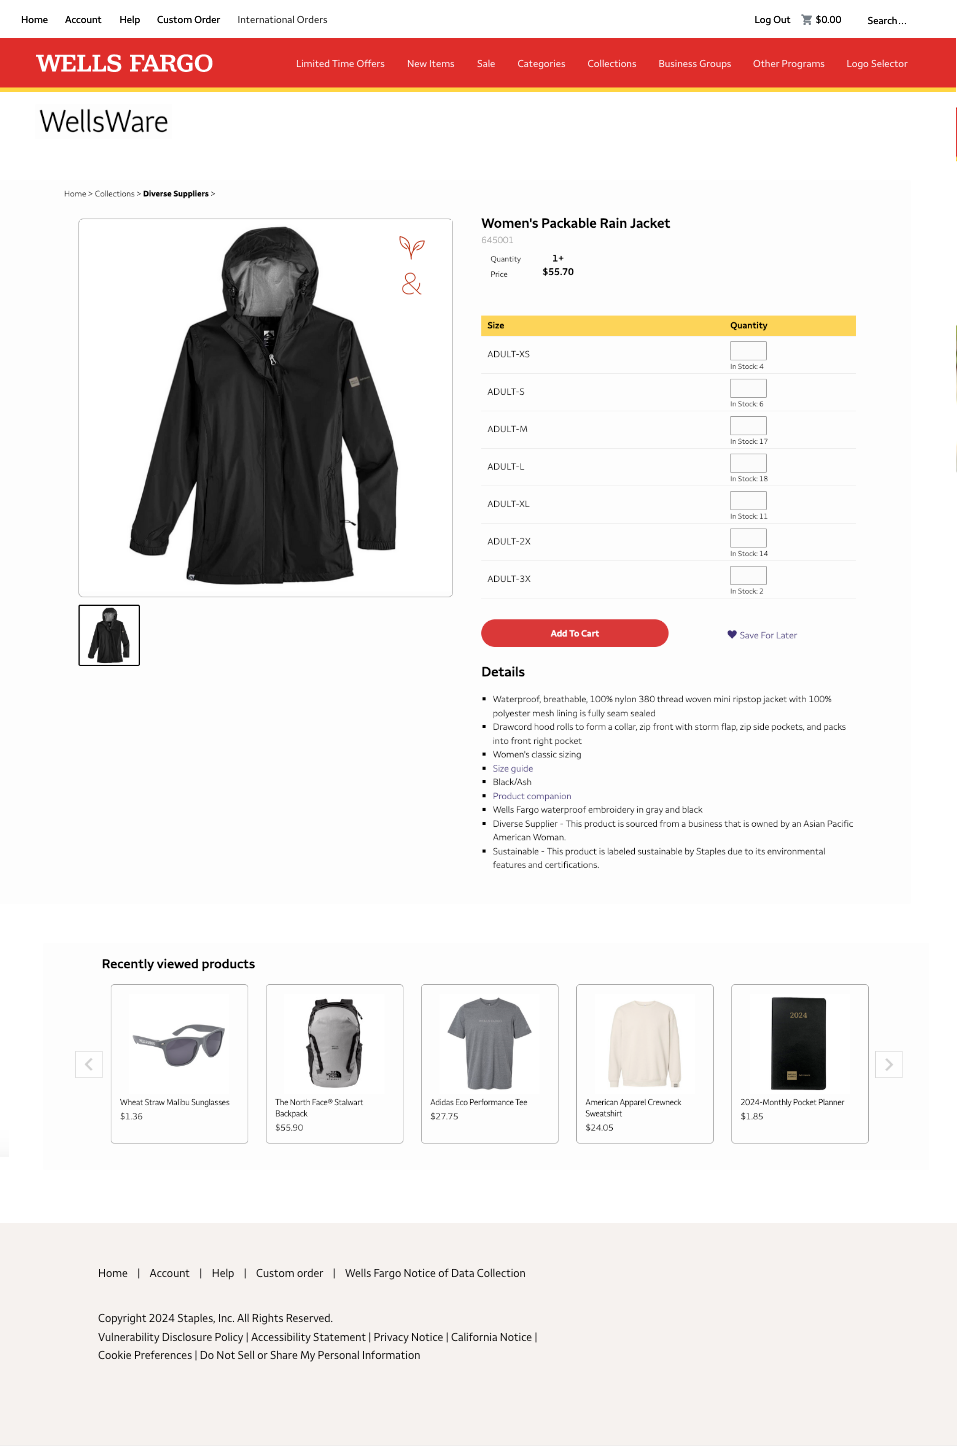 Home Account Help Custom Order International Orders Log Out $0.00 Search...
WELLS FARGO Limited Time Offers New Items Sale Categories Collections Business Groups Other Programs Logo Selector
WellsWare
Home > Collections > Diverse Suppliers >
Women's Packable Rain Jacket
645001
Quantity 1+
Price $55.70
Size Quantity
ADULT-XS
In Stock: 4
ADULT-S
In Stock: 6
ADULT-M
In Stock: 17
ADULT-L
In Stock: 18
ADULT-XL
In Stock: 11
ADULT-2X
In Stock: 14
ADULT-3X
In Stock: 2
Add To Cart Save For Later
Details
Waterproof, breathable, 100% nylon 380 thread woven mini ripstop jacket with 100%
polyester mesh lining is fully seam sealed
Drawcord hood rolls to form a collar, zip front with storm flap, zip side pockets, and packs
into front right pocket
Women's classic sizing
Size guide
Black/Ash
Product companion
Wells Fargo waterproof embroidery in gray and black
Diverse Supplier - This product is sourced from a business that is owned by an Asian Pacific
American Woman.
Sustainable - This product is labeled sustainable by Staples due to its environmental
features and certifications.
Recently viewed products
2024
Wheat Straw Malibu Sunglasses
$1.36
The North Face® Stalwart
Backpack
$55.90
Adidas Eco Performance Tee
$27.75
American Apparel Crewneck
Sweatshirt
$24.05
2024-Monthly Pocket Planner
$1.85
Home | Account | Help | Custom order | Wells Fargo Notice of Data Collection
Copyright 2024 Staples, Inc. All Rights Reserved.
Vulnerability Disclosure Policy | Accessibility Statement | Privacy Notice | California Notice |
Cookie Preferences | Do Not Sell or Share My Personal Information